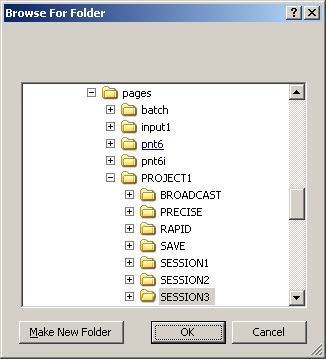 Browse For Folder
pages
batch
input1
pnt6
pnt6i
PROJECT1
BROADCAST
PRECISE
RAPID
SAVE
SESSION1
SESSION2
SESSION3
Make New Folder OK Cancel